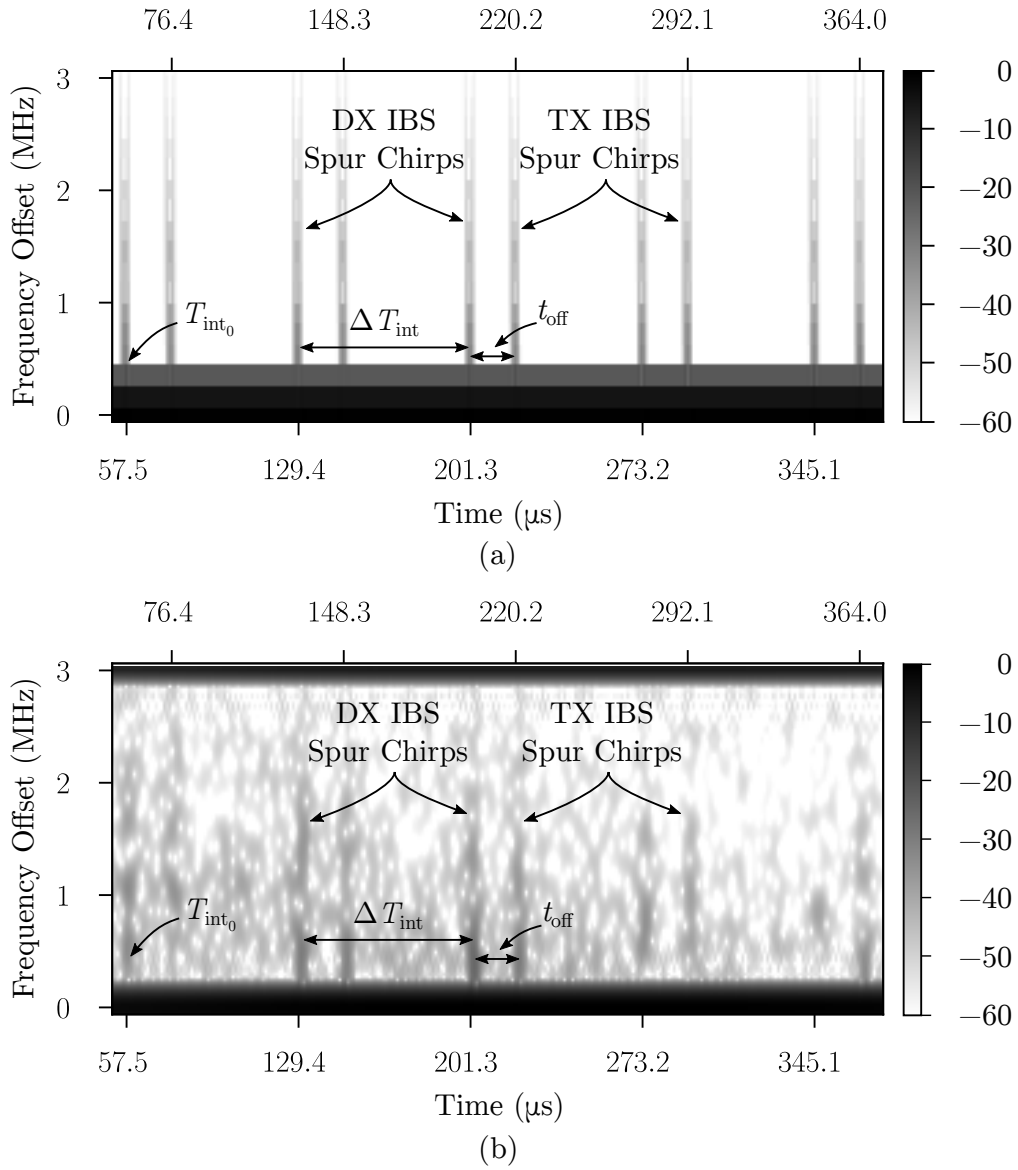 76.4 148.3 220.2 292.1 364.0
3 0
DX IBS TX IBS
Spur Chirps Spur Chirps
−10
2 −20
Frequency Offset (MHz)
−30
T_int_0 Δ T_int t_off
1 −40
−50
0 −60
57.5 129.4 201.3 273.2 345.1
Time (µs)
(a)
76.4 148.3 220.2 292.1 364.0
3 0
DX IBS TX IBS
Spur Chirps Spur Chirps
−10
2 −20
Frequency Offset (MHz)
−30
1 −40
T_int_0 Δ T_int t_off
−50
0 −60
57.5 129.4 201.3 273.2 345.1
Time (µs)
(b)